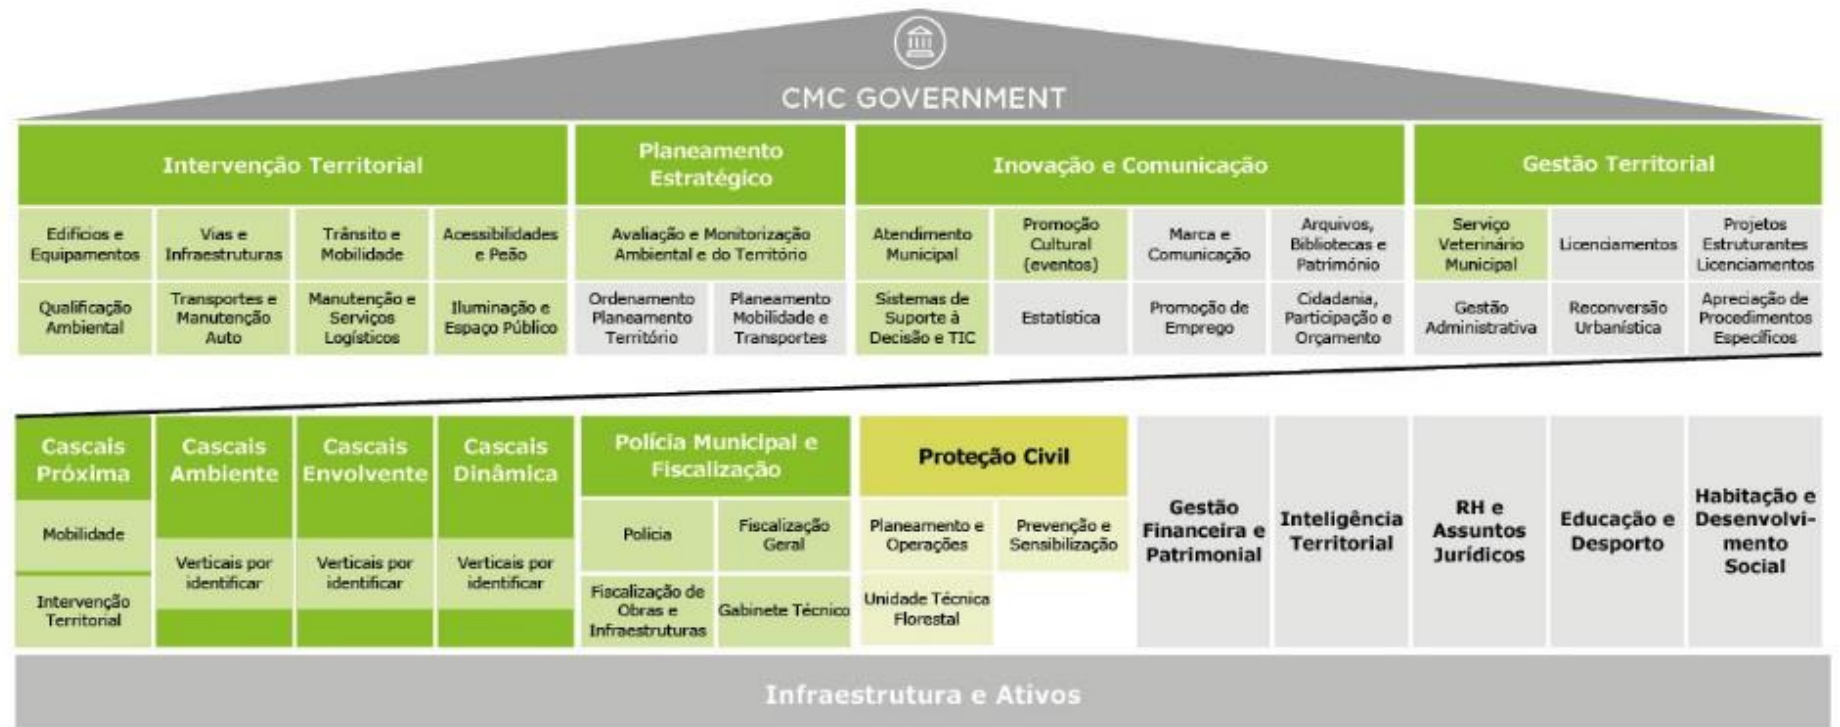 CMC GOVERNMENT
Intervenção Territorial
Planeamento
Estratégico
Inovação e Comunicação
Gestão Territorial
Edifícios e
Equipamentos
Vias e
Infraestruturas
Trânsito e
Mobilidade
Acessibilidades
e Peão
Avaliação e Monitorização
Ambiental e do Território
Atendimento
Municipal
Promoção
Cultural
(eventos)
Marca e
Comunicação
Arquivos,
Bibliotecas e
Património
Serviço
Veterinário
Municipal
Licenciamentos
Projetos
Estruturantes
Licenciamentos
Qualificação
Ambiental
Transportes e
Manutenção
Auto
Manutenção e
Serviços
Logísticos
Iluminação e
Espaço Público
Ordenamento
Planeamento
Território
Planeamento
Mobilidade e
Transportes
Sistemas de
Suporte à
Decisão e TIC
Estatística
Promoção de
Emprego
Cidadania,
Participação e
Orçamento
Gestão
Administrativa
Reconversão
Urbanística
Apreciação de
Procedimentos
Específicos
Cascais
Próxima
Cascais
Ambiente
Cascais
Envolvente
Cascais
Dinâmica
Polícia Municipal e
Fiscalização
Proteção Civil
Gestão
Financeira e
Patrimonial
Inteligência
Territorial
RH e
Assuntos
Jurídicos
Educação e
Desporto
Habitação e
Desenvolvi-
mento
Social
Mobilidade
Intervenção
Territorial
Verticais por
identificar
Verticais por
identificar
Verticais por
identificar
Polícia
Fiscalização
Geral
Planeamento e
Operações
Prevenção e
Sensibilização
Fiscalização de
Obras e
Infraestruturas
Gabinete Técnico
Unidade Técnica
Florestal
Infraestrutura e Ativos